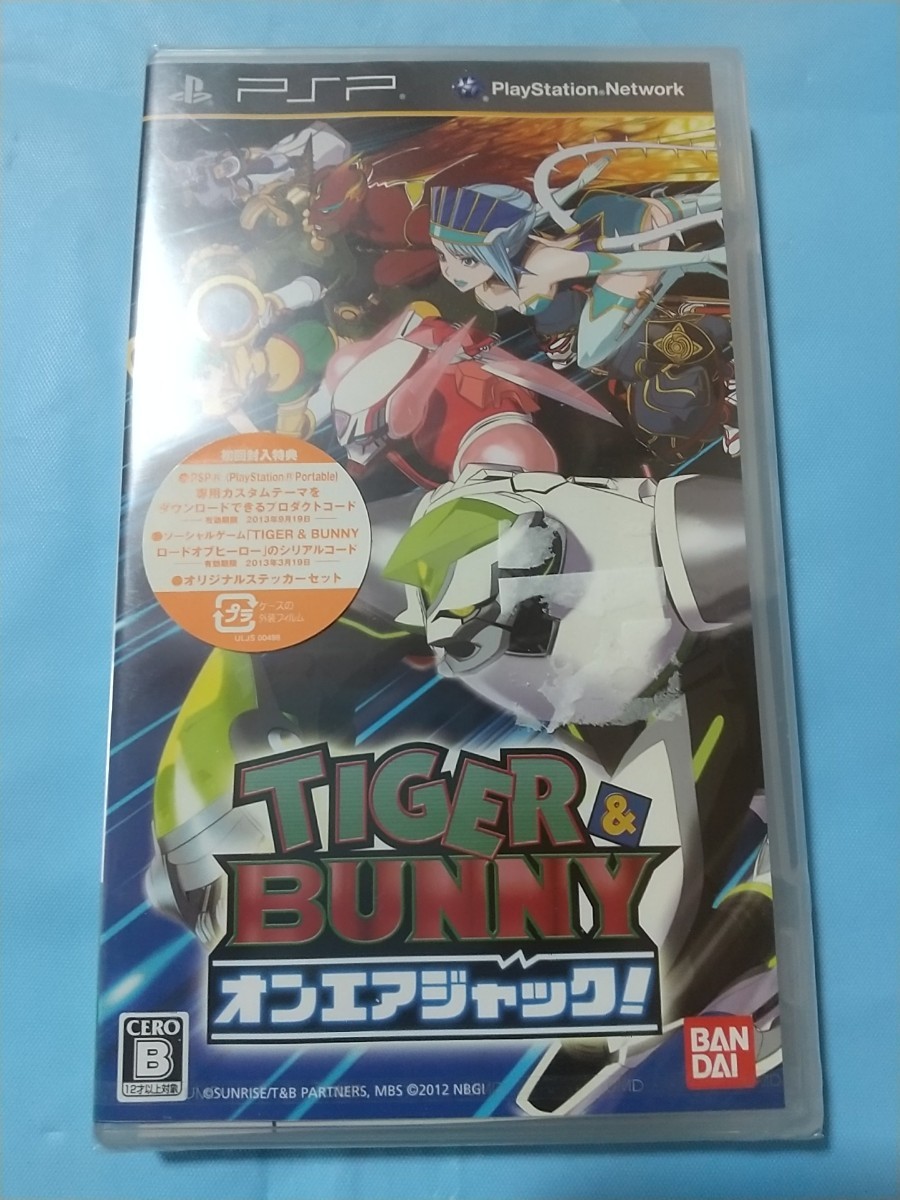 PSP
PlayStation Network
初回封入特典
●PSP® (PlayStation® Portable)
専用カスタムテーマを
ダウンロードできるプロダクトコード
有効期限 2013年9月19日
●ソーシャルゲーム「TIGER & BUNNY
ロードオブヒーロー」のシリアルコード
有効期限 2013年3月19日
●オリジナルステッカーセット
プラ
ケースの
外装フィルム
TIGER &
BUNNY
オンエアジャック!
CERO
B
12才以上対象
BAN
DAI
©SUNRISE/T&B PARTNERS, MBS ©2012 NBGI